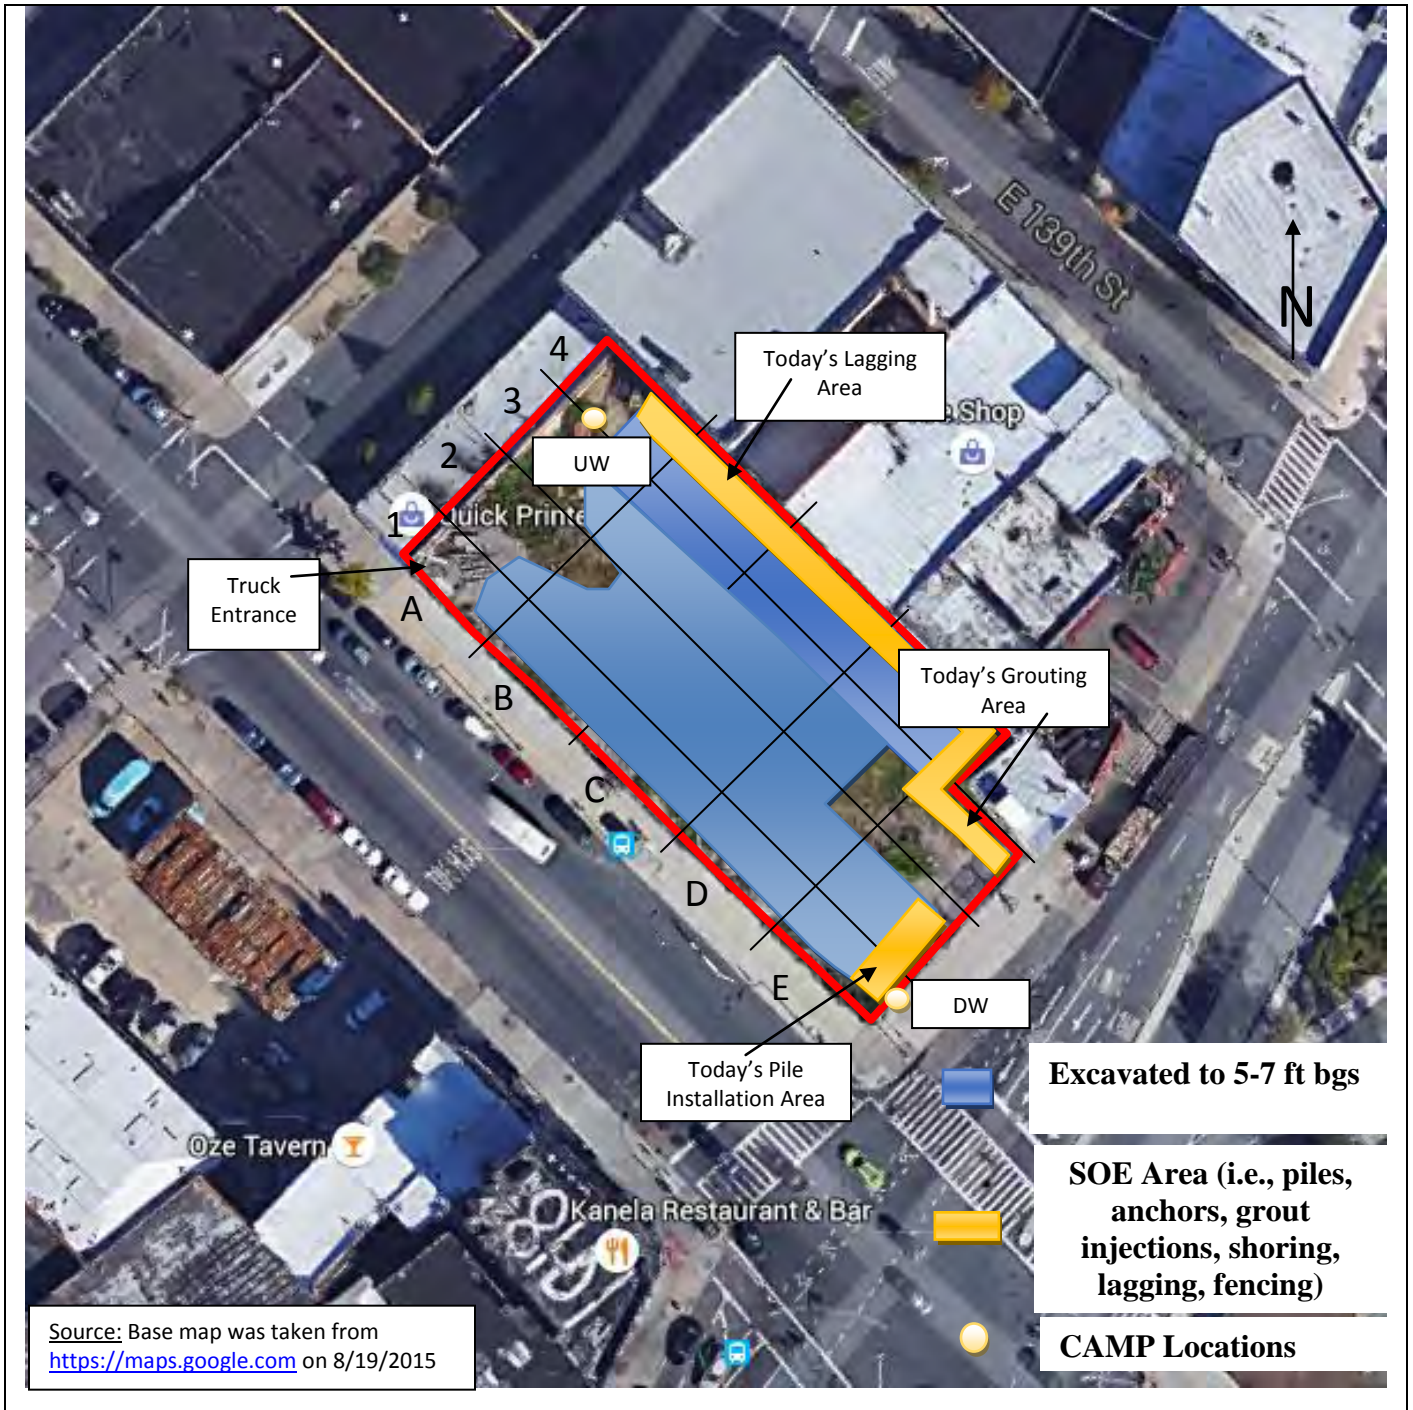 E 139th St
N
4
3
2
1
Today's Lagging
Area
Shop
UW
Quick Printe
Truck
Entrance
A
B
C
D
E
Today's Grouting
Area
DW
Today's Pile
Installation Area
Excavated to 5-7 ft bgs
SOE Area (i.e., piles,
anchors, grout
injections, shoring,
lagging, fencing)
CAMP Locations
Oze Tavern
Kanela Restaurant & Bar
Source: Base map was taken from
https://maps.google.com on 8/19/2015